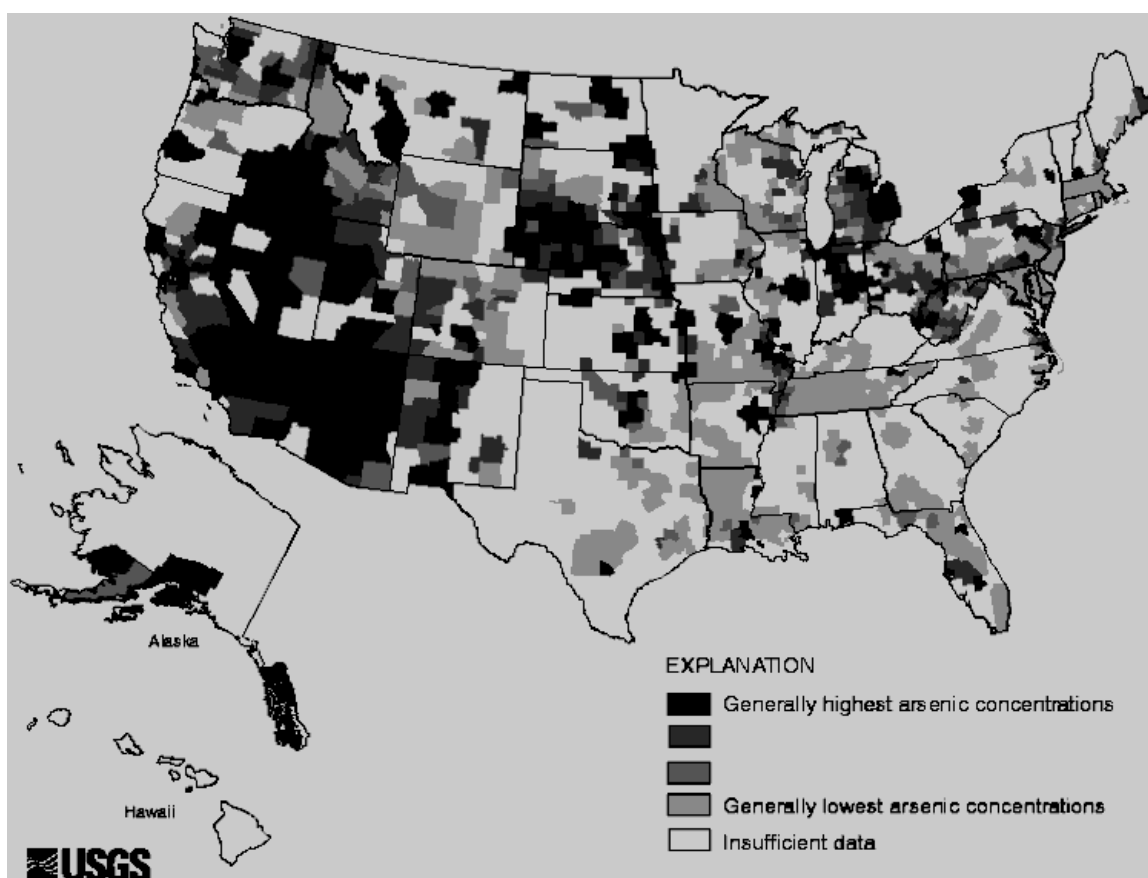 Alaska
Hawaii
EXPLANATION
Generally highest arsenic concentrations
Generally lowest arsenic concentrations
Insufficient data
USGS